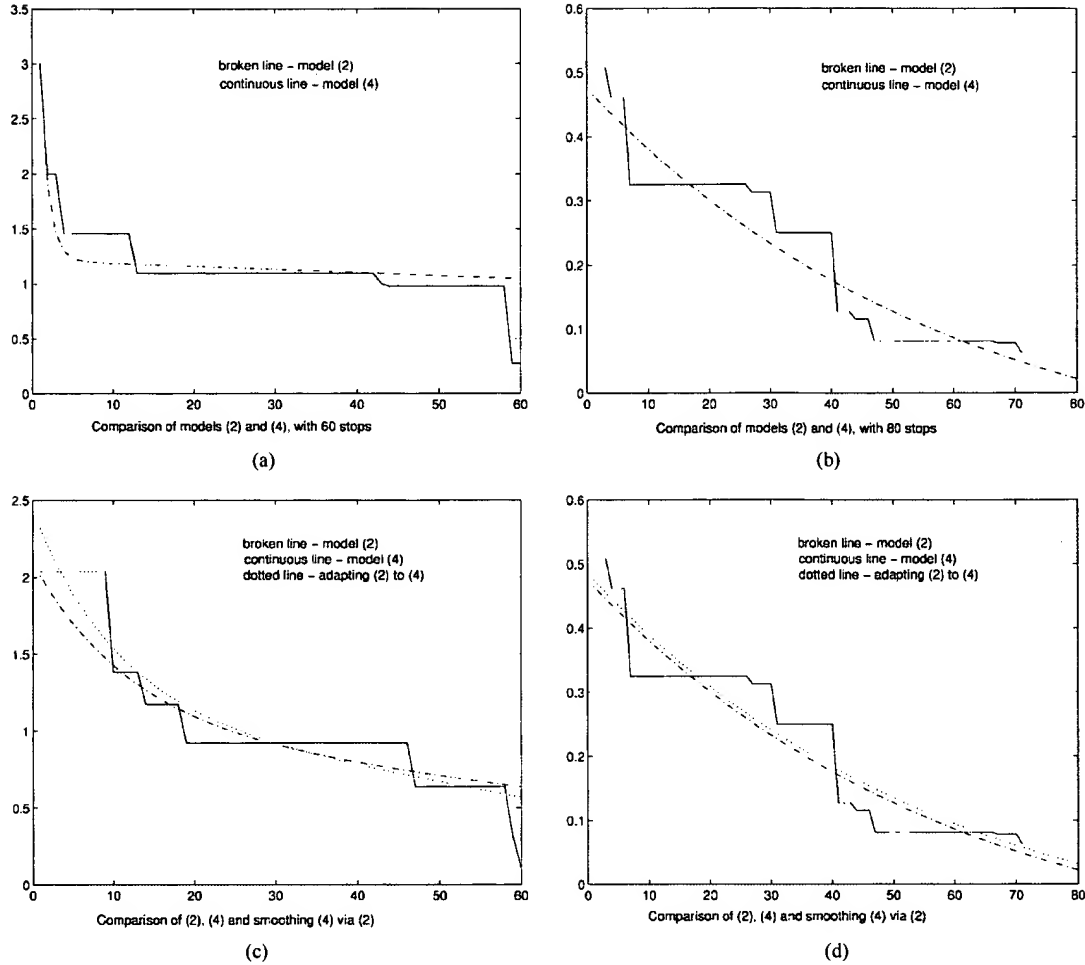 3.5
3
2.5
2
1.5
1
0.5
0
broken line – model (2)
continuous line – model (4)
0 10 20 30 40 50 60
Comparison of models (2) and (4), with 60 stops
(a)
0.6
0.5
0.4
0.3
0.2
0.1
0
broken line – model (2)
continuous line – model (4)
0 10 20 30 40 50 60 70 80
Comparison of models (2) and (4), with 80 stops
(b)
2.5
2
1.5
1
0.5
0
broken line – model (2)
continuous line – model (4)
dotted line – adapting (2) to (4)
0 10 20 30 40 50 60
Comparison of (2), (4) and smoothing (4) via (2)
(c)
0.6
0.5
0.4
0.3
0.2
0.1
0
broken line – model (2)
continuous line – model (4)
dotted line – adapting (2) to (4)
0 10 20 30 40 50 60 70 80
Comparison of (2), (4) and smoothing (4) via (2)
(d)